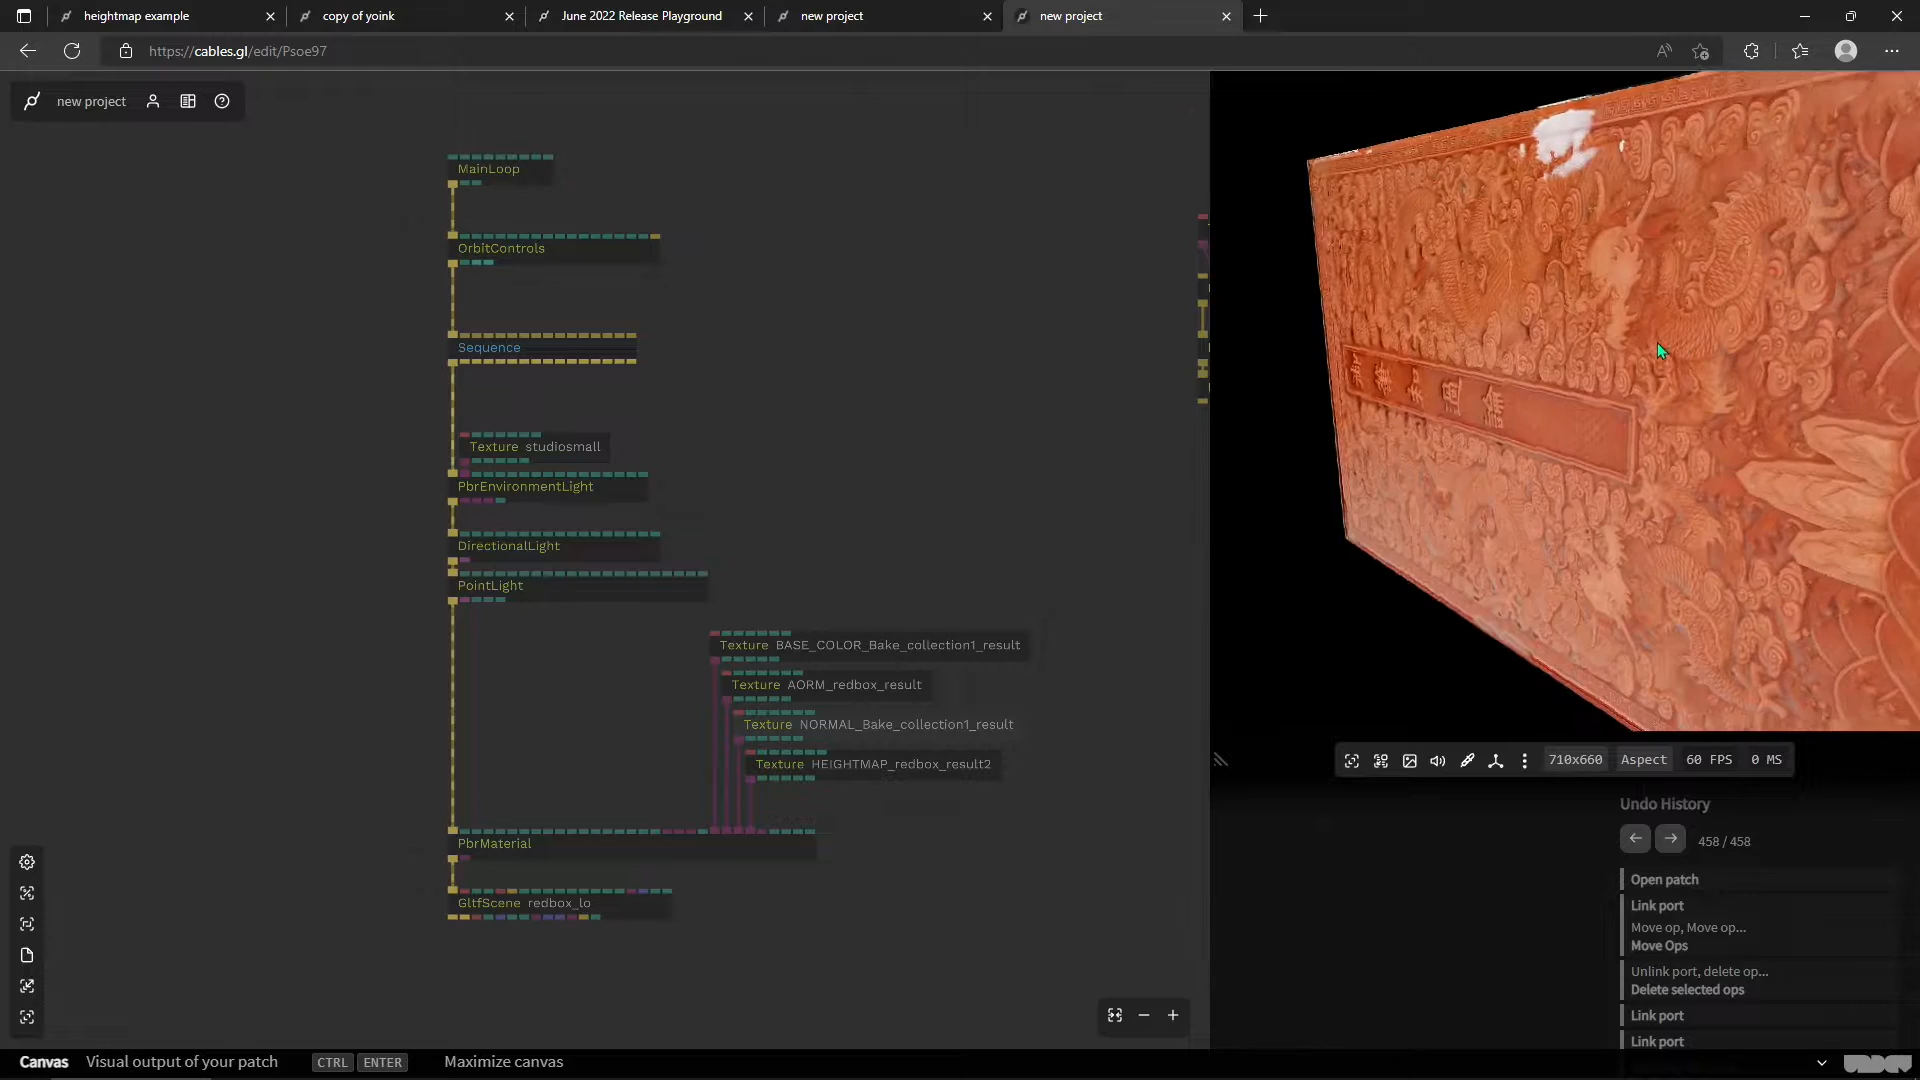 heightmap example
copy of yoink
June 2022 Release Playground
new project
new project
https://cables.gl/edit/Psoe97
new project
MainLoop
OrbitControls
Sequence
Texture studiosmall
PbrEnvironmentLight
DirectionalLight
PointLight
Texture BASE_COLOR_Bake_collection1_result
Texture AORM_redbox_result
Texture NORMAL_Bake_collection1_result
Texture HEIGHTMAP_redbox_result2
PbrMaterial
GltfScene redbox_lo
710x660 Aspect 60 FPS 0 MS
Undo History
458 / 458
Open patch
Link port
Move op, Move op...
Move Ops
Unlink port, delete op...
Delete selected ops
Link port
Link port
Canvas Visual output of your patch CTRL ENTER Maximize canvas